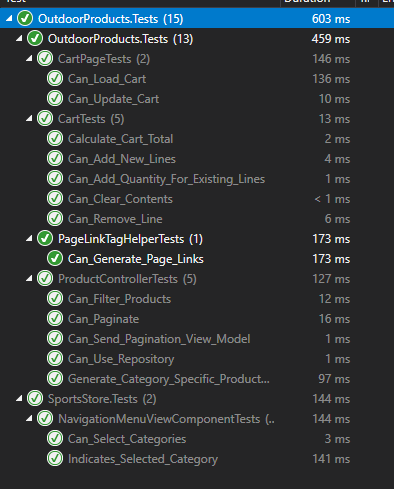 OutdoorProducts.Tests (15) 603 ms
OutdoorProducts.Tests (13) 459 ms
CartPageTests (2) 146 ms
Can_Load_Cart 136 ms
Can_Update_Cart 10 ms
CartTests (5) 13 ms
Calculate_Cart_Total 2 ms
Can_Add_New_Lines 4 ms
Can_Add_Quantity_For_Existing_Lines 1 ms
Can_Clear_Contents < 1 ms
Can_Remove_Line 6 ms
PageLinkTagHelperTests (1) 173 ms
Can_Generate_Page_Links 173 ms
ProductControllerTests (5) 127 ms
Can_Filter_Products 12 ms
Can_Paginate 16 ms
Can_Send_Pagination_View_Model 1 ms
Can_Use_Repository 1 ms
Generate_Category_Specific_Product... 97 ms
SportsStore.Tests (2) 144 ms
NavigationMenuViewComponentTests (.. 144 ms
Can_Select_Categories 3 ms
Indicates_Selected_Category 141 ms